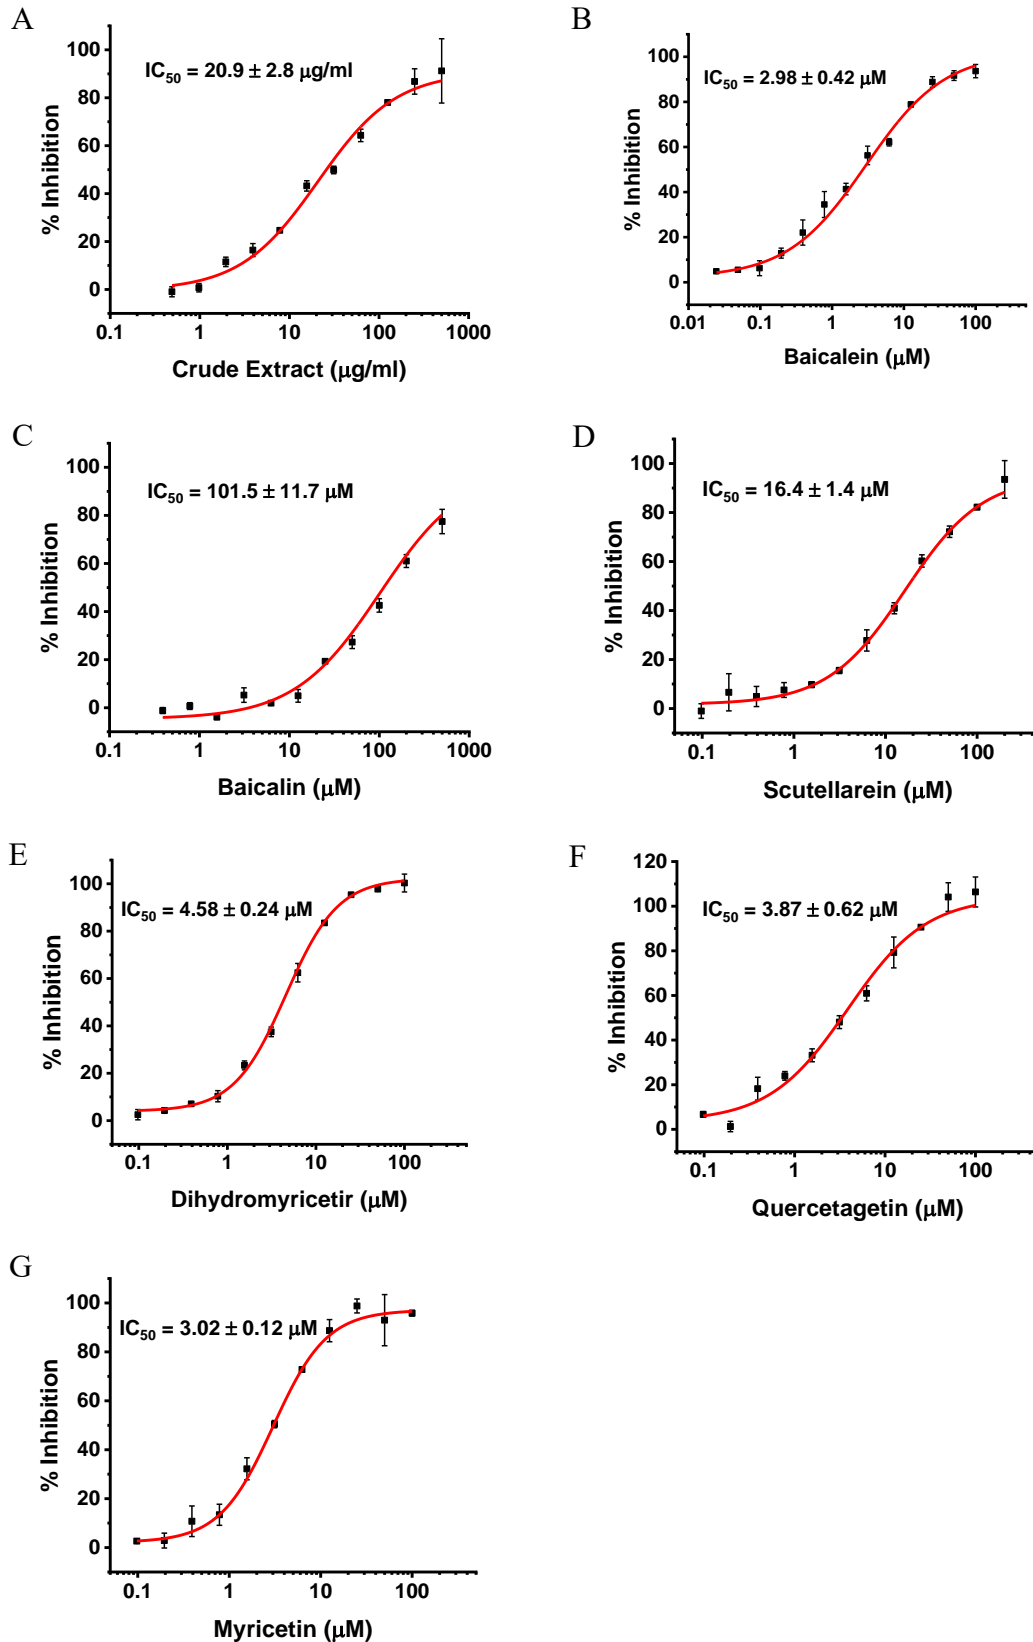 A
% Inhibition
100
80
60
40
20
0
IC50 = 20.9 ± 2.8 μg/ml
0.1 1 10 100 1000
Crude Extract (μg/ml)
B
% Inhibition
100
80
60
40
20
0
IC50 = 2.98 ± 0.42 μM
0.01 0.1 1 10 100
Baicalein (μM)
C
% Inhibition
100
80
60
40
20
0
IC50 = 101.5 ± 11.7 μM
0.1 1 10 100 1000
Baicalin (μM)
D
% Inhibition
100
80
60
40
20
0
IC50 = 16.4 ± 1.4 μM
0.1 1 10 100
Scutellarein (μM)
E
% Inhibition
100
80
60
40
20
0
IC50 = 4.58 ± 0.24 μM
0.1 1 10 100
Dihydromyricetir (μM)
F
% Inhibition
120
100
80
60
40
20
0
IC50 = 3.87 ± 0.62 μM
0.1 1 10 100
Quercetagetin (μM)
G
% Inhibition
100
80
60
40
20
0
IC50 = 3.02 ± 0.12 μM
0.1 1 10 100
Myricetin (μM)